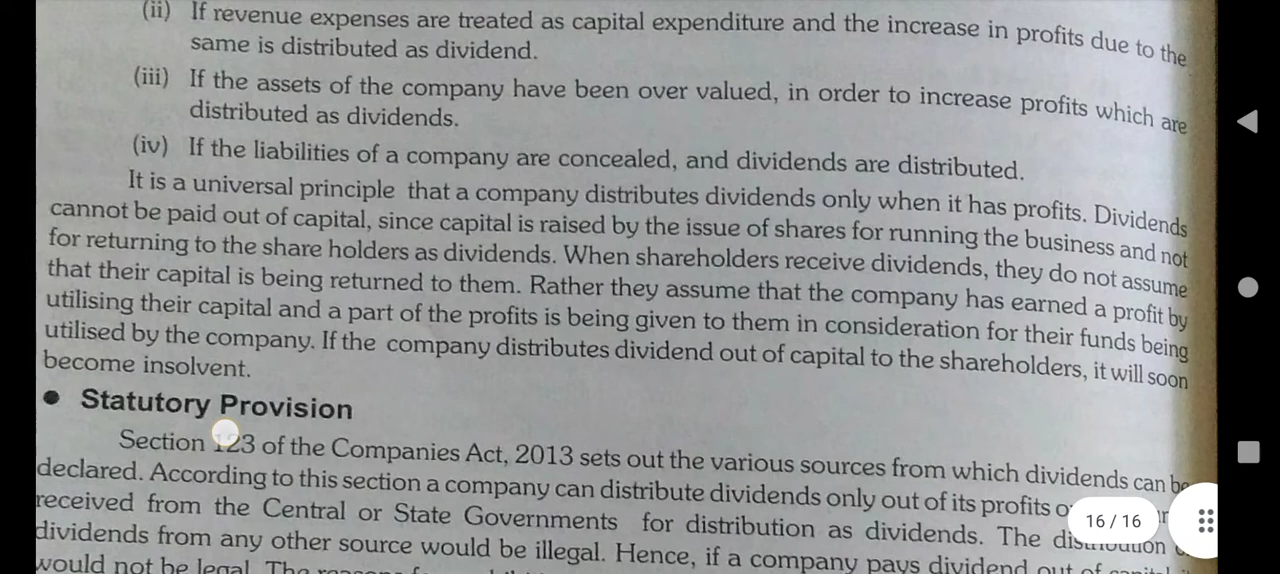 (ii) If revenue expenses are treated as capital expenditure and the increase in profits due to the
same is distributed as dividend.
(iii) If the assets of the company have been over valued, in order to increase profits which are
distributed as dividends.
(iv) If the liabilities of a company are concealed, and dividends are distributed.
It is a universal principle that a company distributes dividends only when it has profits. Dividends
cannot be paid out of capital, since capital is raised by the issue of shares for running the business and not
for returning to the share holders as dividends. When shareholders receive dividends, they do not assume
that their capital is being returned to them. Rather they assume that the company has earned a profit by
utilising their capital and a part of the profits is being given to them in consideration for their funds being
utilised by the company. If the company distributes dividend out of capital to the shareholders, it will soon
become insolvent.
• Statutory Provision
Section 123 of the Companies Act, 2013 sets out the various sources from which dividends can be
declared. According to this section a company can distribute dividends only out of its profits
received from the Central or State Governments for distribution as dividends. The distribution
dividends from any other source would be illegal. Hence, if a company pays dividend out of
would not be legal. The
16 / 16